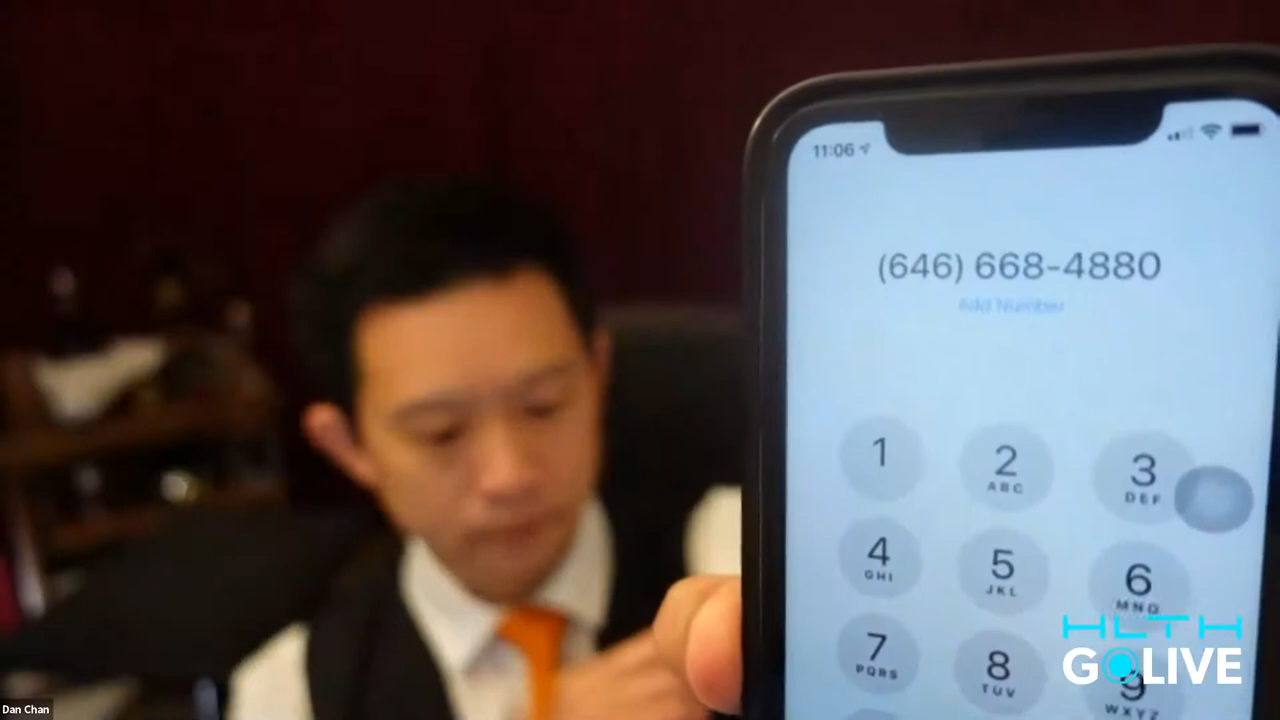 11:06
(646) 668-4880
Add Number
1
2
ABC
3
DEF
4
GHI
5
JKL
6
MNO
7
PQRS
8
TUV
9
WXYZ
HLTH
GOLIVE
Dan Chan